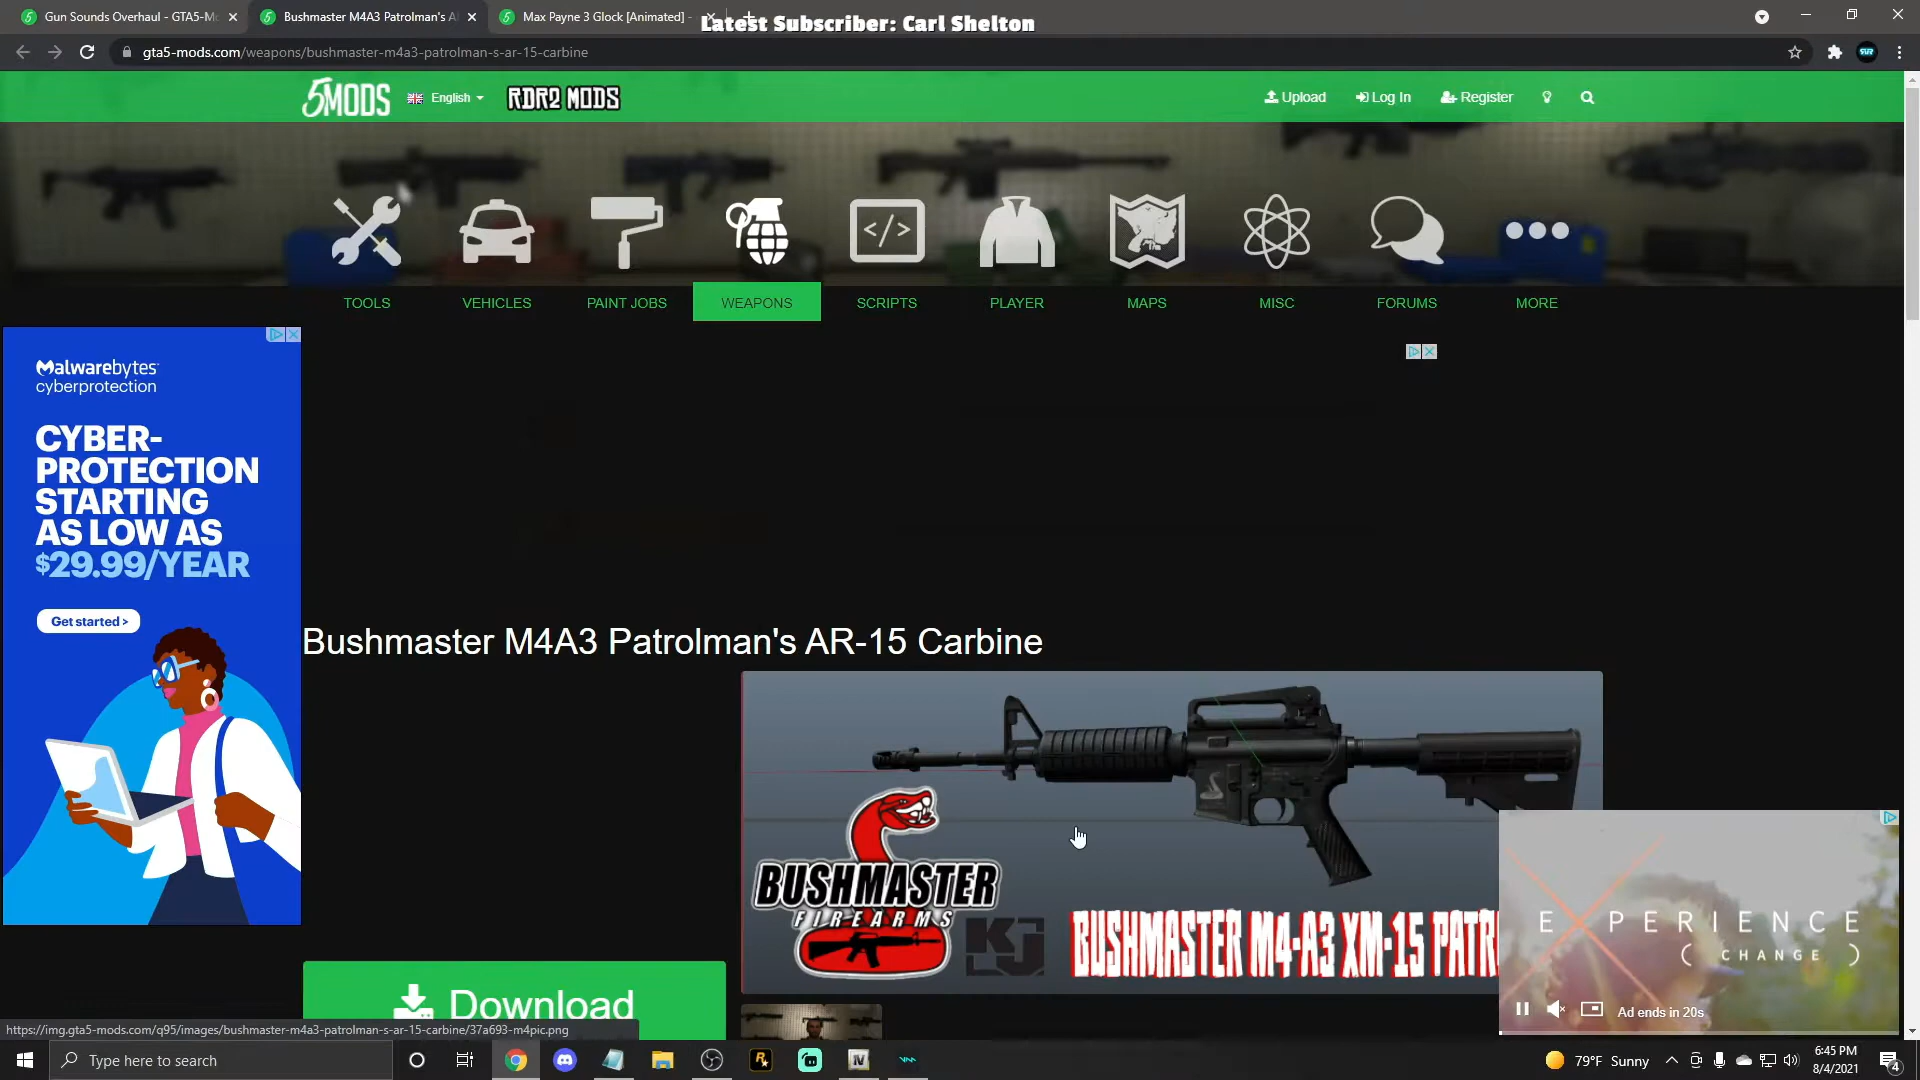 Gun Sounds Overhaul - GTA5-Mo
Bushmaster M4A3 Patrolman's A
Max Payne 3 Glock [Animated] -
Latest Subscriber: Carl Shelton
gta5-mods.com/weapons/bushmaster-m4a3-patrolman-s-ar-15-carbine
5MODS
English
RDR2 MODS
Upload
Log In
Register
TOOLS
VEHICLES
PAINT JOBS
WEAPONS
SCRIPTS
PLAYER
MAPS
MISC
FORUMS
MORE
Malwarebytes
cyberprotection
CYBER-
PROTECTION
STARTING
AS LOW AS
$29.99/YEAR
Get started >
Bushmaster M4A3 Patrolman's AR-15 Carbine
BUSHMASTER
FIREARMS
KJ
BUSHMASTER M4-A3 XM-15 PATR
EXPERIENCE
( CHANGE )
Ad ends in 20s
Download
https://img.gta5-mods.com/q95/images/bushmaster-m4a3-patrolman-s-ar-15-carbine/37a693-m4pic.png
Type here to search
79°F Sunny
6:45 PM
8/4/2021
4